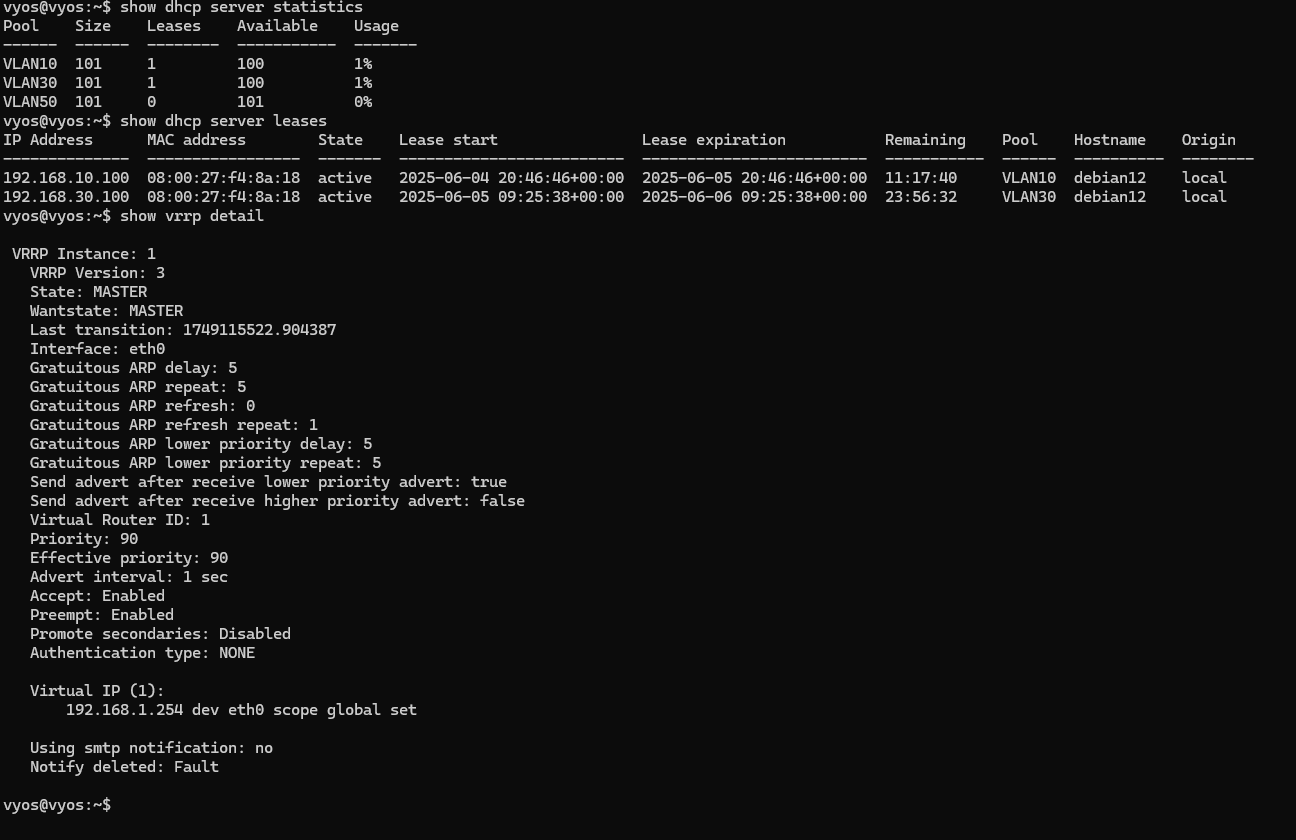 vyos@vyos:~$ show dhcp server statistics
Pool    Size    Leases    Available    Usage
------  ------  --------  -----------  -------
VLAN10  101     1         100          1%
VLAN30  101     1         100          1%
VLAN50  101     0         101          0%
vyos@vyos:~$ show dhcp server leases
IP Address      MAC address        State    Lease start                Lease expiration           Remaining    Pool    Hostname    Origin
--------------  -----------------  -------  -------------------------  -------------------------  -----------  ------  ----------  --------
192.168.10.100  08:00:27:f4:8a:18  active   2025-06-04 20:46:46+00:00  2025-06-05 20:46:46+00:00  11:17:40     VLAN10  debian12    local
192.168.30.100  08:00:27:f4:8a:18  active   2025-06-05 09:25:38+00:00  2025-06-06 09:25:38+00:00  23:56:32     VLAN30  debian12    local
vyos@vyos:~$ show vrrp detail
 VRRP Instance: 1
   VRRP Version: 3
   State: MASTER
   Wantstate: MASTER
   Last transition: 1749115522.904387
   Interface: eth0
   Gratuitous ARP delay: 5
   Gratuitous ARP repeat: 5
   Gratuitous ARP refresh: 0
   Gratuitous ARP refresh repeat: 1
   Gratuitous ARP lower priority delay: 5
   Gratuitous ARP lower priority repeat: 5
   Send advert after receive lower priority advert: true
   Send advert after receive higher priority advert: false
   Virtual Router ID: 1
   Priority: 90
   Effective priority: 90
   Advert interval: 1 sec
   Accept: Enabled
   Preempt: Enabled
   Promote secondaries: Disabled
   Authentication type: NONE
   Virtual IP (1):
       192.168.1.254 dev eth0 scope global set
   Using smtp notification: no
   Notify deleted: Fault
vyos@vyos:~$